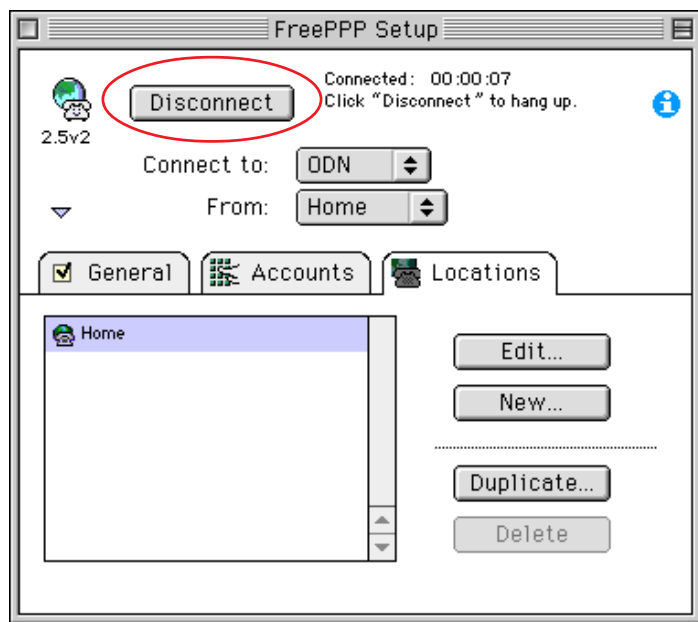 FreePPP Setup
Disconnect
Connected: 00:00:07
Click “Disconnect” to hang up.
2.5v2
Connect to: ODN
From: Home
General Accounts Locations
Home
Edit...
New...
Duplicate...
Delete